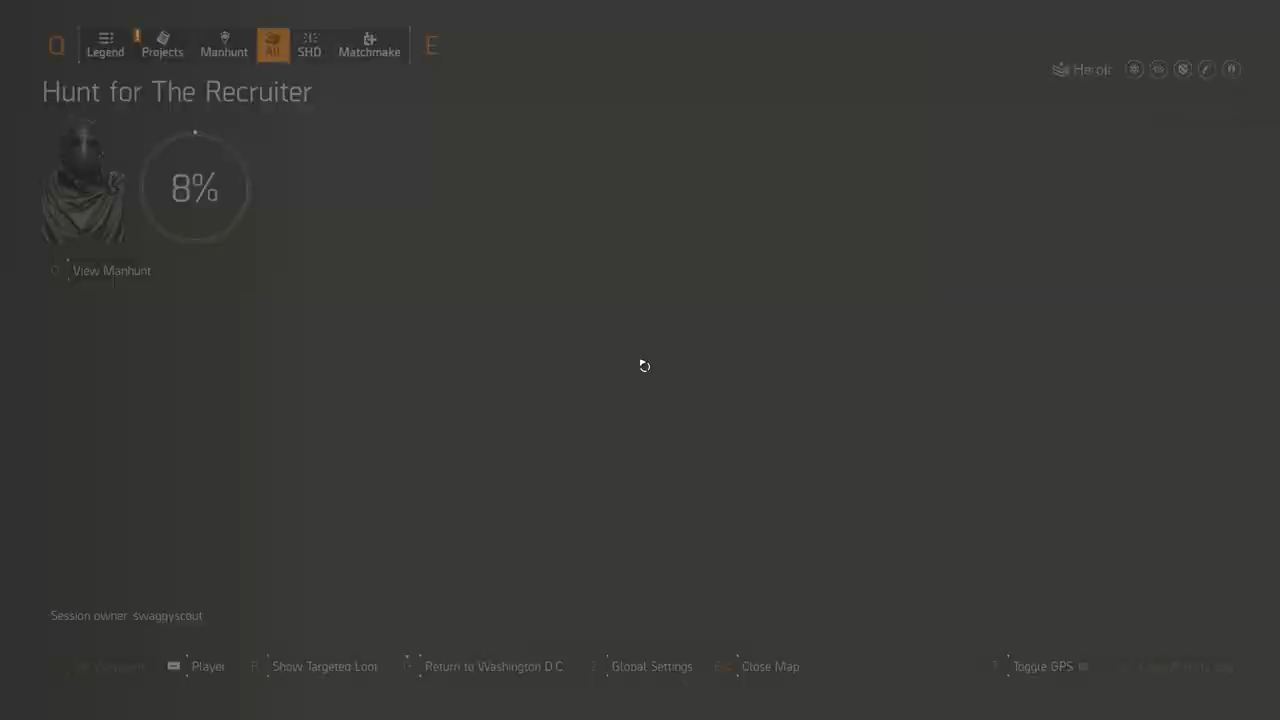 Q Legend Projects Manhunt All SHD Matchmake E
Heroic
Hunt for The Recruiter
8%
View Manhunt
Session owner swaggyscout
Player Show Targeted Loot Return to Washington D.C Global Settings Close Map Toggle GPS